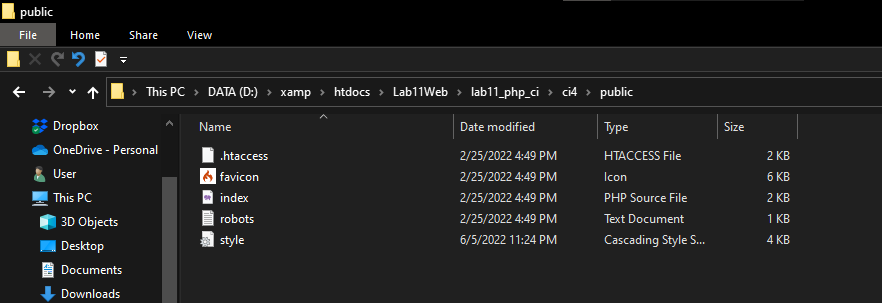 public
File Home Share View
This PC DATA (D:) xamp htdocs Lab11Web lab11_php_ci ci4 public
Dropbox
OneDrive - Personal
User
This PC
3D Objects
Desktop
Documents
Downloads
Name Date modified Type Size
.htaccess 2/25/2022 4:49 PM HTACCESS File 2 KB
favicon 2/25/2022 4:49 PM Icon 6 KB
index 2/25/2022 4:49 PM PHP Source File 2 KB
robots 2/25/2022 4:49 PM Text Document 1 KB
style 6/5/2022 11:24 PM Cascading Style S... 4 KB